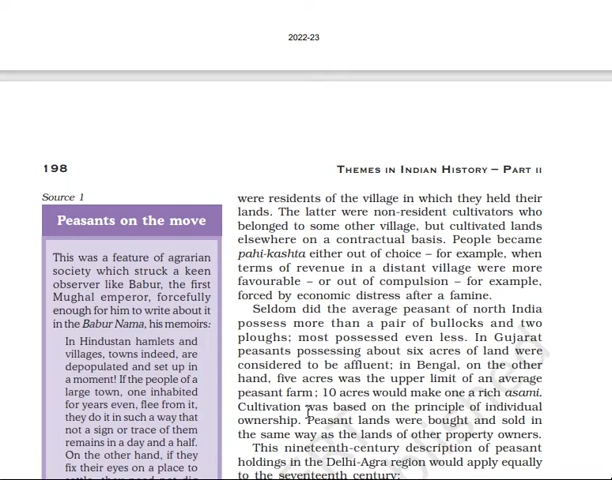 2022-23
198
THEMES IN INDIAN HISTORY – PART II
Source 1
Peasants on the move
This was a feature of agrarian
society which struck a keen
observer like Babur, the first
Mughal emperor, forcefully
enough for him to write about it
in the Babur Nama, his memoirs:
In Hindustan hamlets and
villages, towns indeed, are
depopulated and set up in
a moment! If the people of a
large town, one inhabited
for years even, flee from it,
they do it in such a way that
not a sign or trace of them
remains in a day and a half.
On the other hand, if they
fix their eyes on a place to
were residents of the village in which they held their
lands. The latter were non-resident cultivators who
belonged to some other village, but cultivated lands
elsewhere on a contractual basis. People became
pahi-kashta either out of choice – for example, when
terms of revenue in a distant village were more
favourable – or out of compulsion – for example,
forced by economic distress after a famine.
Seldom did the average peasant of north India
possess more than a pair of bullocks and two
ploughs; most possessed even less. In Gujarat
peasants possessing about six acres of land were
considered to be affluent; in Bengal, on the other
hand, five acres was the upper limit of an average
peasant farm; 10 acres would make one a rich asami.
Cultivation was based on the principle of individual
ownership. Peasant lands were bought and sold in
the same way as the lands of other property owners.
This nineteenth-century description of peasant
holdings in the Delhi-Agra region would apply equally
to the seventeenth century: